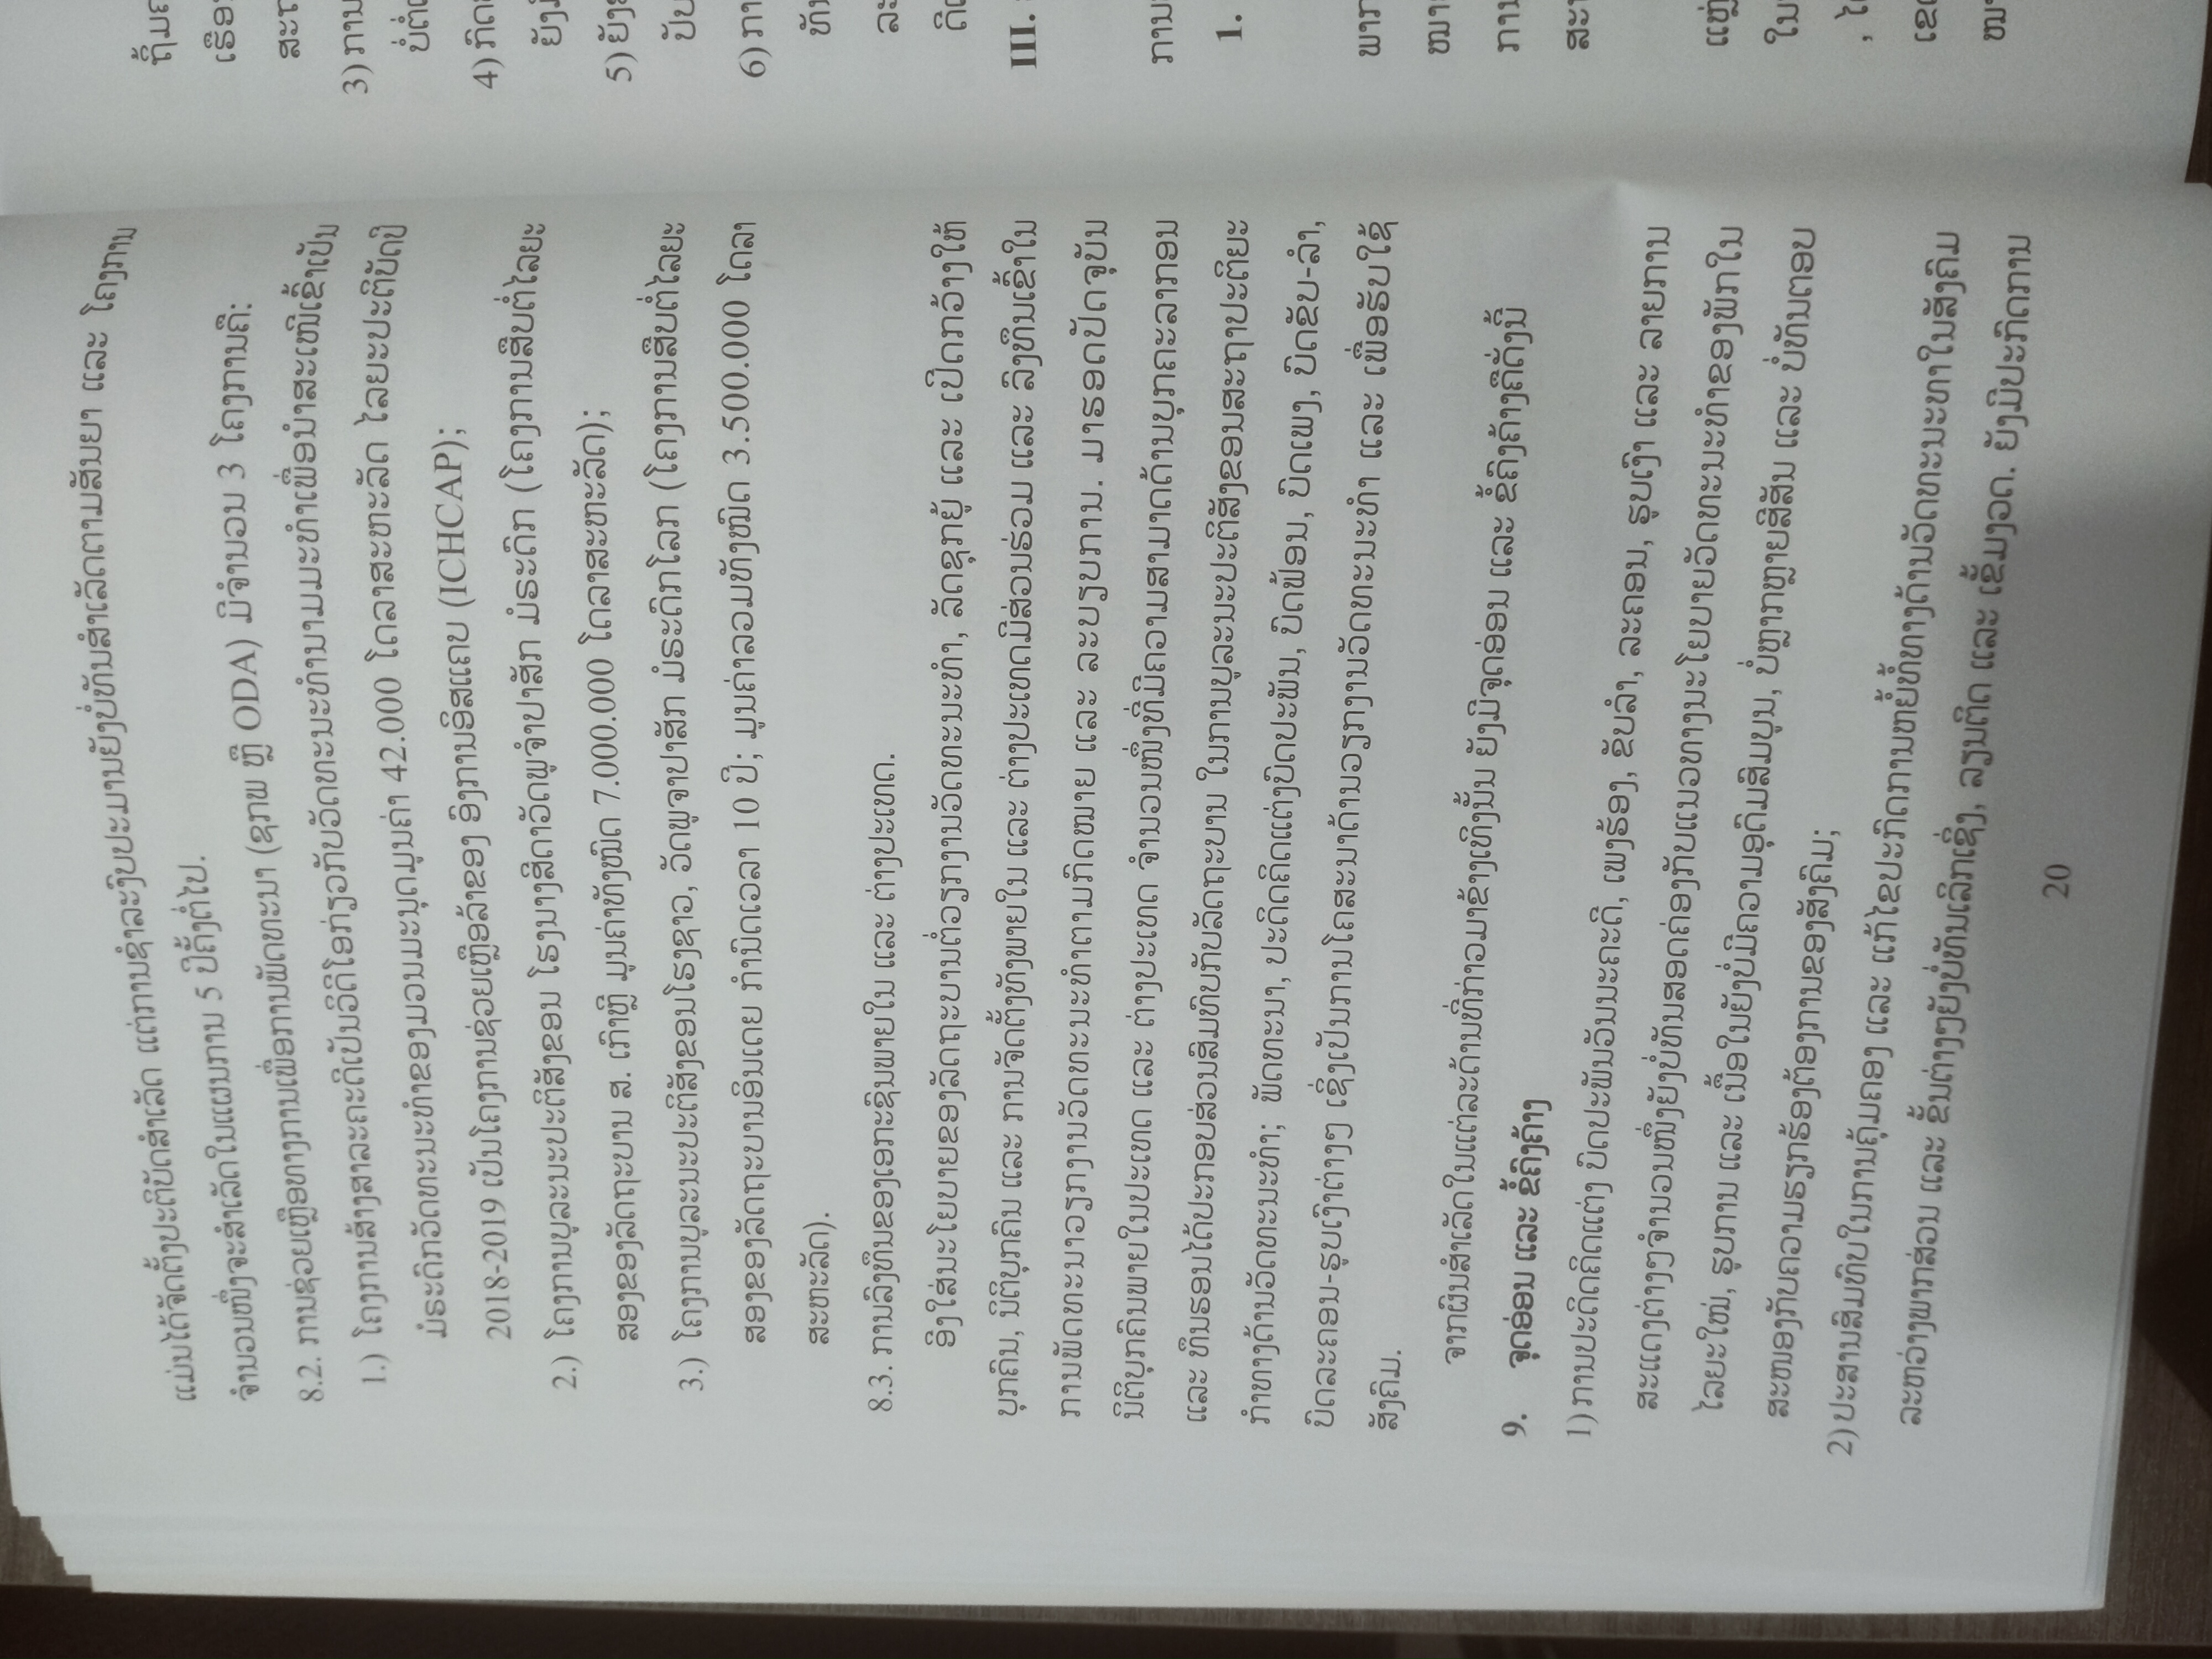 ແມ່ນໄດ້ຈັດຕັ້ງປະຕິບັດສຳເລັດ ແຕ່ການຊຳລະງົບປະມານຍັງບໍ່ທັນສຳເລັດຕາມສັນຍາ ແລະ ໂຄງການ
ຈຳນວນໜຶ່ງຈະສຳເລັດໃນແຜນການ 5 ປີຄັ້ງຕໍ່ໄປ.
8.2. ການຊ່ວຍເຫຼືອທາງການເພື່ອການພັດທະນາ (ຊກພ ຫຼື ODA) ມີຈຳນວນ 3 ໂຄງການຄື:
1.) ໂຄງການສ້າງສາລະຄະດີເປັນວີດີໂອກ່ຽວກັບວັດທະນະທຳນາມມະທຳເພື່ອນຳສະເໜີເຂົ້າເປັນ
ມໍຣະດົກວັດທະນະທຳຂອງມວນມະນຸດມູນຄ່າ 42.000 ໂດລາສະຫະລັດ ໄລຍະປະຕິບັດປີ
2018-2019 ເປັນໂຄງການຊ່ວຍເຫຼືອລ້າຂອງ ອົງການອິສແຄບ (ICHCAP);
2.) ໂຄງການບູລະນະປະຕິສັງຂອນ ໂຮງນາງສີດາວັດພູຈຳປາສັກ ມໍຣະດົກ (ໂຄງການສືບຕໍ່ໄລຍະ
ສອງຂອງລັດຖະບານ ສ. ເກົາຫຼີ ມູນຄ່າທັງໝົດ 7.000.000 ໂດລາສະຫະລັດ);
3.) ໂຄງການບູລະນະປະຕິສັງຂອນໂຮງຊາວ, ວັດພູຈຳປາສັກ ມໍຣະດົກໂລກ (ໂຄງການສືບຕໍ່ໄລຍະ
ສອງຂອງລັດຖະບານອິນເດຍ ກຳນົດເວລາ 10 ປີ; ມູນຄ່າລວມທັງໝົດ 3.500.000 ໂດລາ
ສະຫະລັດ).
8.3. ການລົງທຶນຂອງເອກະຊົນພາຍໃນ ແລະ ຕ່າງປະເທດ.
ອີງໃສ່ນະໂຍບາຍຂອງລັດຖະບານຕໍ່ວຽກງານວັດທະນະທຳ, ລັດຊຸກຍູ້ ແລະ ເປີດກວ້າງໃຫ້
ບຸກຄົນ, ນິຕິບຸກຄົນ ແລະ ການຈັດຕັ້ງທັງພາຍໃນ ແລະ ຕ່າງປະເທດມີສ່ວນຮ່ວມ ແລະ ລົງທຶນເຂົ້າໃນ
ການພັດທະນາວຽກງານວັດທະນະທຳຕາມກົດໝາຍ ແລະ ລະບຽບການ. ມາຮອດປັດຈຸບັນ
ນິຕິບຸກຄົນພາຍໃນປະເທດ ແລະ ຕ່າງປະເທດ ຈຳນວນໜຶ່ງທີ່ມີຄວາມສາມາດດ້ານບຸກຄະລາກອນ
ແລະ ທຶນຮອນໄດ້ປະກອບສ່ວນສົມທົບກັບລັດຖະບານ ໃນການບູລະນະປະຕິສັງຂອນສະຖາປະຕິຍະ
ກຳທາງດ້ານວັດທະນະທຳ; ພັດທະນາ, ປະດິດຄິດແຕ່ງບົດປະພັນ, ບົດຟ້ອນ, ບົດເພງ, ບົດຂັບ-ລຳ,
ບົດລະຄອນ-ຮູບເງົາຕ່າງໆ ເຊິ່ງເປັນການໂຄສະນາດ້ານວຽກງານວັດທະນະທຳ ແລະ ເພື່ອຮັບໃຊ້
ສັງຄົມ.
ຈາກຜົນສຳເລັດໃນແຕ່ລະດ້ານທີ່ກ່າວມາຂ້າງເທິງນັ້ນ ຍັງມີຈຸດອ່ອນ ແລະ ຂໍ້ຄົງຄ້າງຄືດັ່ງນີ້
9. ຈຸດອ່ອນ ແລະ ຂໍ້ຄົງຄ້າງ
1) ການປະດິດຄິດແຕ່ງ ບົດປະພັນວັນນະຄະດີ, ເພງຮ້ອງ, ຂັບລຳ, ລະຄອນ, ຮູບເງົາ ແລະ ລາຍການ
ສະແດງຕ່າງໆຈຳນວນໜຶ່ງຍັງບໍ່ທັນສອດຄ່ອງກັບແນວທາງນະໂຍບາຍວັດທະນະທຳຂອງພັກໃນ
ໄລຍະໃໝ່, ຮູບການ ແລະ ເນື້ອໃນຍັງບໍ່ມີຄວາມອຸດົມສົມບູນ, ບໍ່ຫຼາກຫຼາຍສີສັນ ແລະ ບໍ່ທັນຕອບ
ສະໜອງກັບຄວາມຮຽກຮ້ອງຕ້ອງການຂອງສັງຄົມ;
2) ປະສານສົມທົບໃນການຄຸ້ມຄອງ ແລະ ແກ້ໄຂປະກົດການຫຍໍ້ທໍ້ທາງດ້ານວັດທະນະທຳໃນສັງຄົມ
ລະຫວ່າງພາກສ່ວນ ແລະ ຂັ້ນຕ່າງໆຍັງບໍ່ທັນເລິກເຊິ່ງ, ລຽນຕິດ ແລະ ເຂັ້ມງວດ. ຍັງມີປະກົດການ
20
3) ການ
5) ຍັງ
III.
1.